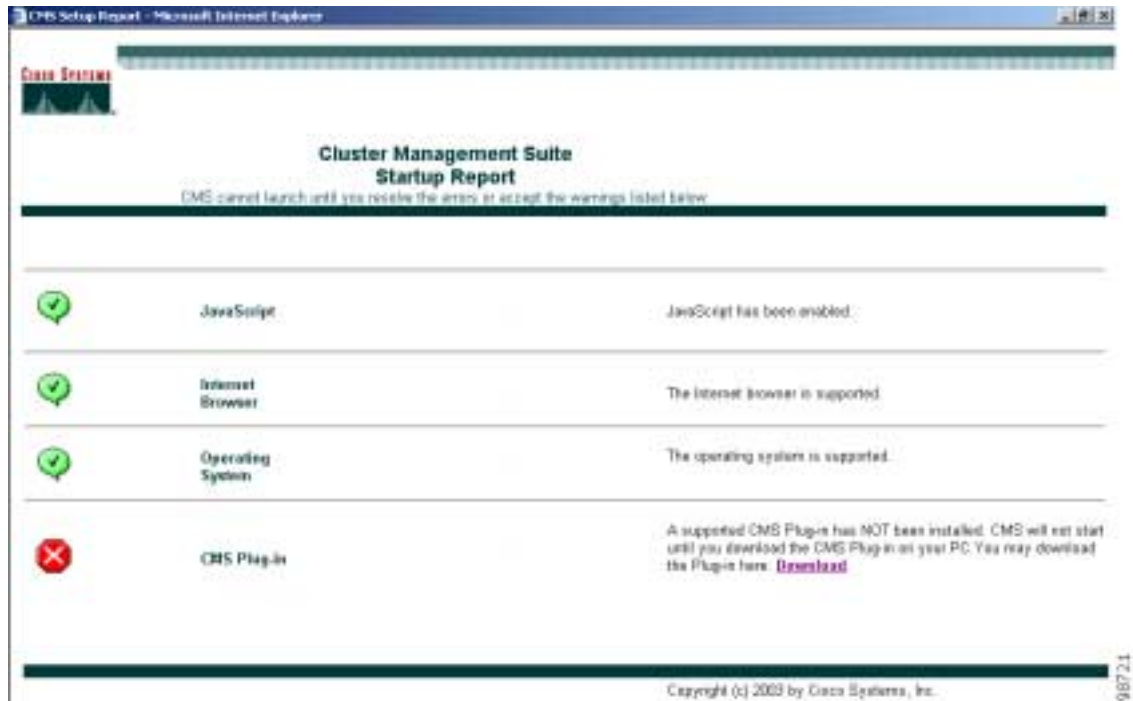 CMS Setup Report - Microsoft Internet Explorer
CISCO SYSTEMS
Cluster Management Suite
Startup Report
CMS cannot launch until you resolve the errors or accept the warnings listed below
JavaScript
JavaScript has been enabled.
Internet
Browser
The Internet browser is supported.
Operating
System
The operating system is supported.
CMS Plug-in
A supported CMS Plug-in has NOT been installed. CMS will not start
until you download the CMS Plug-in on your PC. You may download
the Plug-in here: Download
Copyright (c) 2003 by Cisco Systems, Inc.
98721